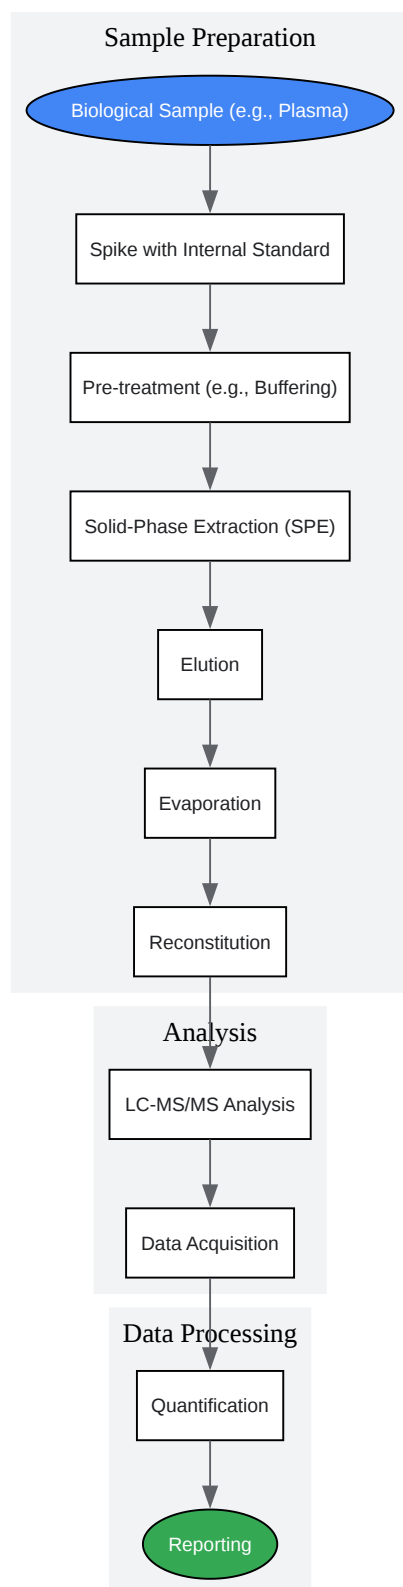 Sample Preparation
Biological Sample (e.g., Plasma)
Spike with Internal Standard
Pre-treatment (e.g., Buffering)
Solid-Phase Extraction (SPE)
Elution
Evaporation
Reconstitution
Analysis
LC-MS/MS Analysis
Data Acquisition
Data Processing
Quantification
Reporting